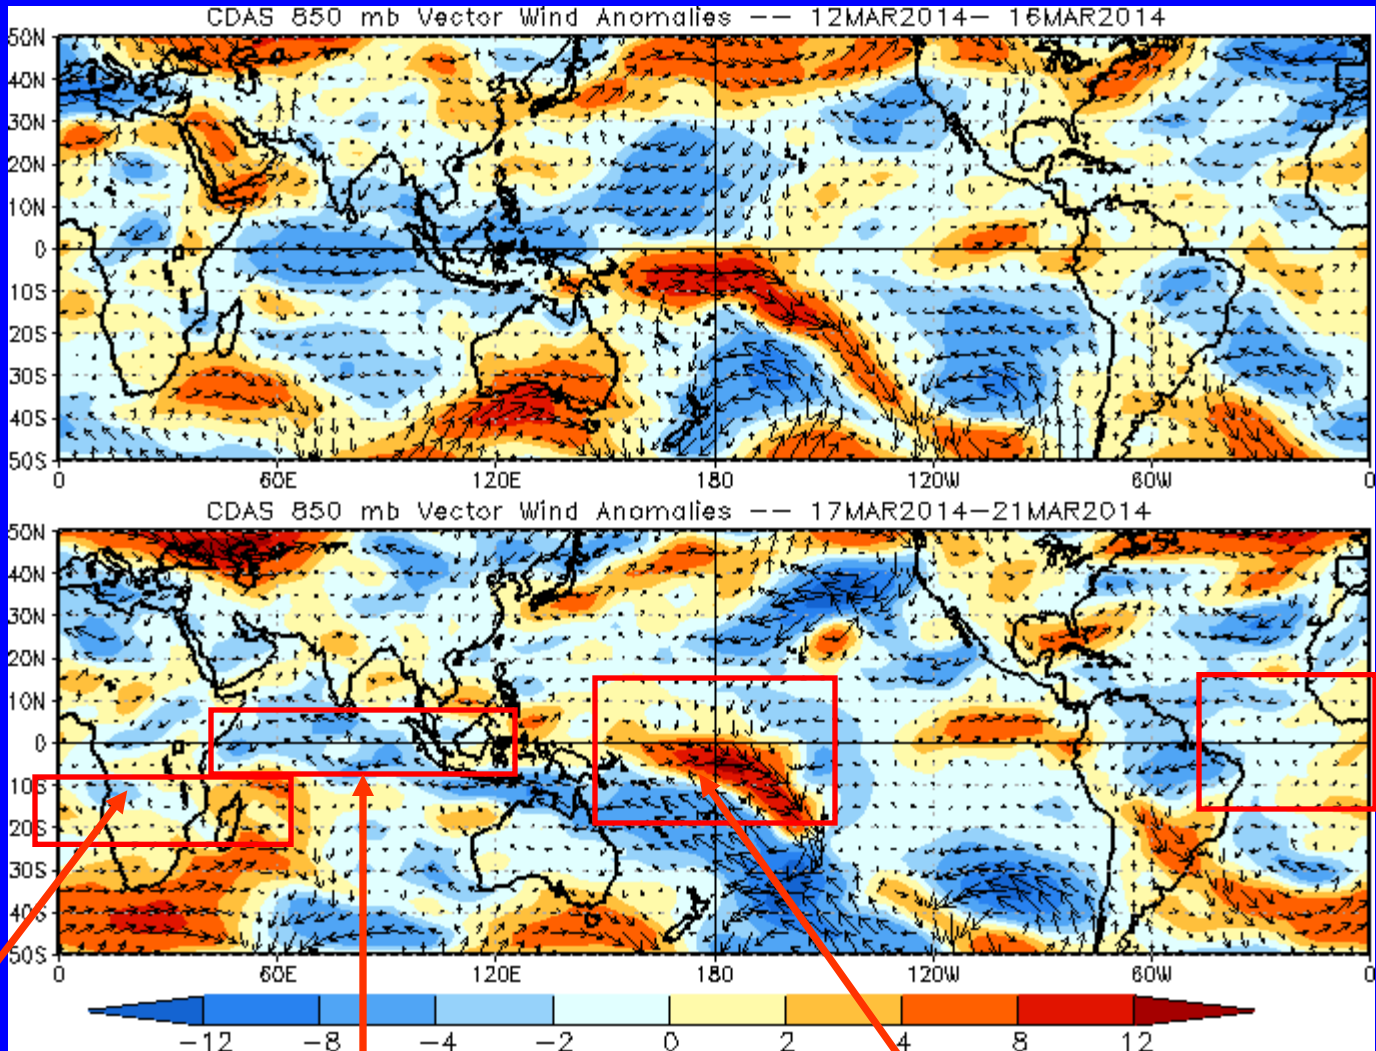 CDAS 850 mb Vector Wind Anomalies -- 12MAR2014- 16MAR2014
50N
40N
30N
20N
10N
0
10S
20S
30S
40S
50S
0 60E 120E 180 120W 60W 0
CDAS 850 mb Vector Wind Anomalies -- 17MAR2014-21MAR2014
50N
40N
30N
20N
10N
0
10S
20S
30S
40S
50S
0 60E 120E 180 120W 60W 0
-12 -8 -4 -2 0 2 4 8 12